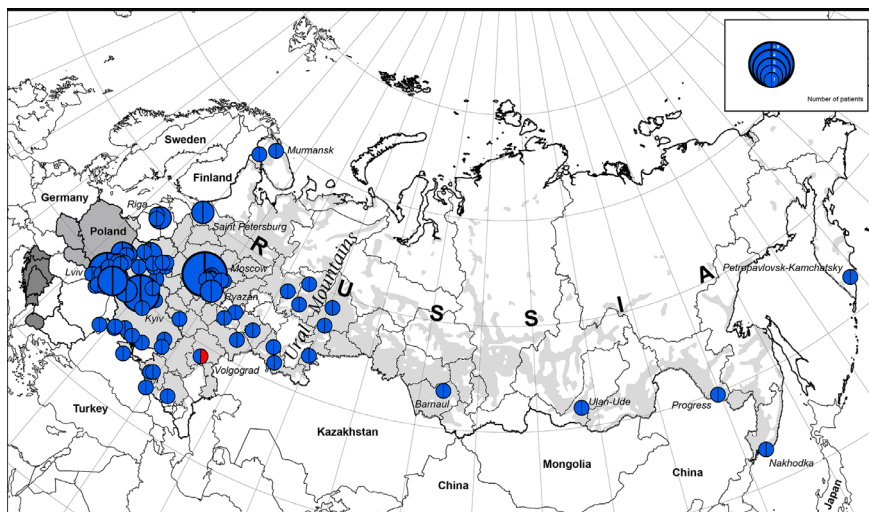 Number of patients
Sweden
Murmansk
Finland
Germany
Riga
Saint Petersburg
Poland
R U S S I A
Ural Mountains
Lviv
Moscow
Petropavlovsk-Kamchatsky
Ryazan
Kyiv
Volgograd
Barnaul
Ulan-Ude
Progress
Turkey
Kazakhstan
Mongolia
China
Nakhodka
China
Japan